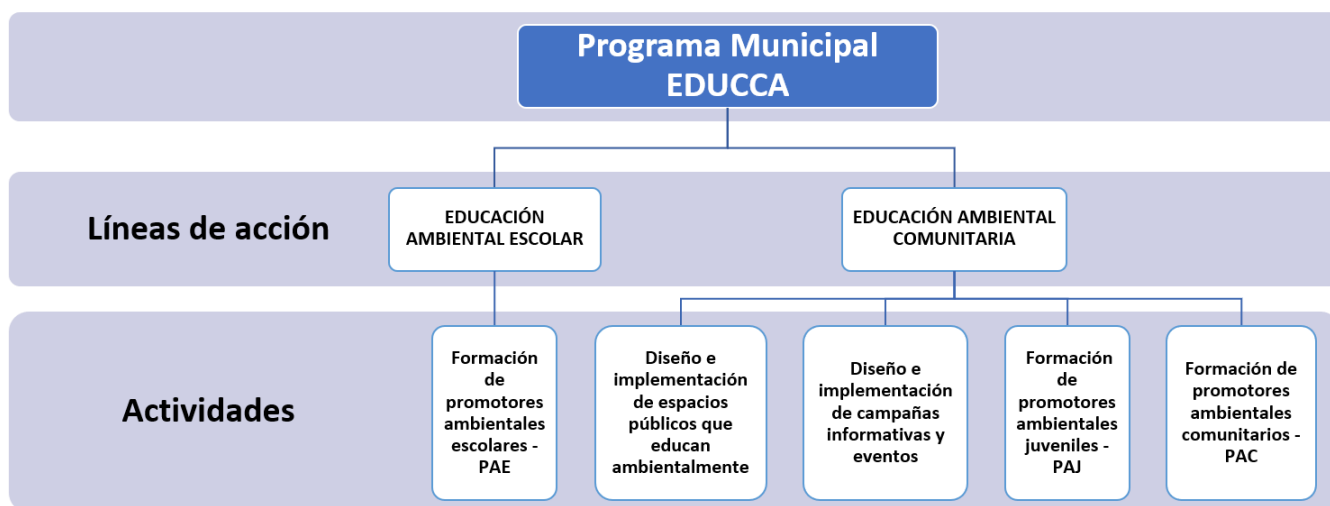 Programa Municipal
EDUCCA
Líneas de acción
EDUCACIÓN
AMBIENTAL ESCOLAR
EDUCACIÓN AMBIENTAL
COMUNITARIA
Actividades
Formación
de
promotores
ambientales
escolares -
PAE
Diseño e
implementación
de espacios
públicos que
educan
ambientalmente
Diseño e
implementación
de campañas
informativas y
eventos
Formación
de
promotores
ambientales
juveniles -
PAJ
Formación de
promotores
ambientales
comunitarios -
PAC